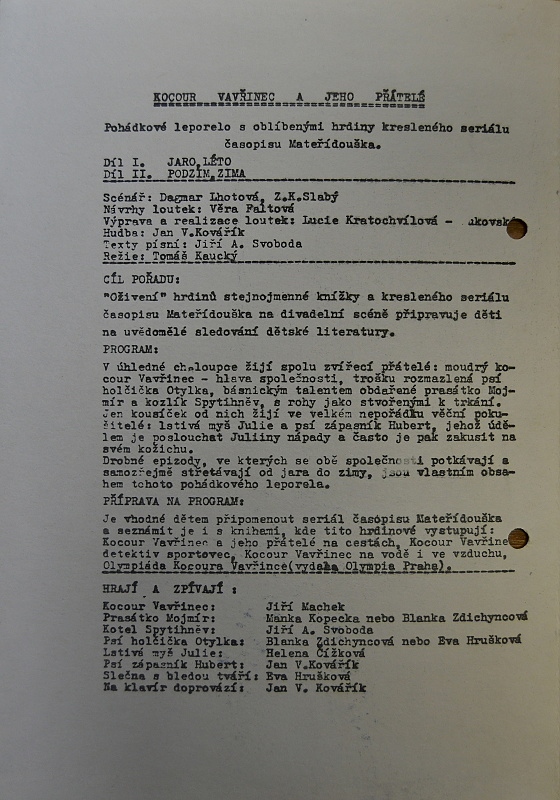 KOCOUR VAVŘINEC A JEHO PŘÁTELÉ
Pohádkové leporelo s oblíbenými hrdiny kresleného seriálu
časopisu Mateřídouška.
Díl I. JARO,LÉTO
Díl II. PODZIM,ZIMA
Scénář: Dagmar Lhotová, Z.K.Slabý
Návrhy loutek: Věra Faltová
Výprava a realizace loutek: Lucie Kratochvílová -
Hudba: Jan V.Kovářík
Texty písní: Jiří A. Svoboda
Režie: Tomáš Kaucký
CÍL POŘADU:
"Oživení" hrdinů stejnojmenné knížky a kresleného seriálu
časopisu Mateřídouška na divadelní scéně připravuje děti
na uvědomělé sledování dětské literatury.
PROGRAM:
V úhledné chaloupce žijí spolu zvířecí přátelé: moudrý ko-
cour Vavřinec - hlava společnosti, trošku rozmazlená psí
holčička Otylka, básnickým talentem obdařené prasátko Moj-
mír a kozlík Spytihněv, s rohy jako stvořenými k trkání.
Jen kousíček od nich žijí ve velkém nepořádku věční poku-
šitelé: lstivá myš Julie a psí zápasník Hubert, jehož údě-
lem je poslouchat Juliiny nápady a často je pak zakusit na
svém kožichu.
Drobné epizody, ve kterých se obě společnosti potkávají a
samozřejmě střetávají od jara do zimy, jsou vlastním obsa-
hem tohoto pohádkového leporela.
PŘÍPRAVA NA PROGRAM:
Je vhodné dětem připomenout seriál časopisu Mateřídouška
a seznámit je i s knihami, kde tito hrdinové vystupují:
Kocour Vavřinec a jeho přátelé na cestách, Kocour Vavřinec
detektiv sportovec, Kocour Vavřinec na vodě i ve vzduchu,
Olympiáda Kocoura Vavřince(vydala Olympia Praha).
HRAJÍ A ZPÍVAJÍ :
Kocour Vavřinec: Jiří Machek
Prasátko Mojmír: Manka Kopecka nebo Blanka Zdichyncová
Kotel Spytihněv: Jiří A. Svoboda
Psí holčička Otylka: Blanka Zdichyncová nebo Eva Hrušková
Lstivá myš Julie: Helena Čížková
Psí zápasník Hubert: Jan V.Kovářík
Slečna s bledou tváří: Eva Hrušková
Na klavír doprovází: Jan V. Kovářík